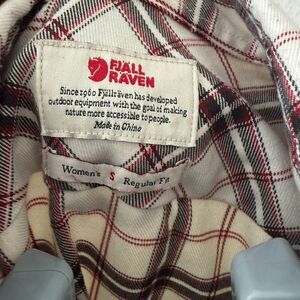 FJÄLL
RÄVEN
Since 1960 Fjällräven has developed
outdoor equipment with the goal of making
nature more accessible to people.
Made in China
Women's S Regular Fit